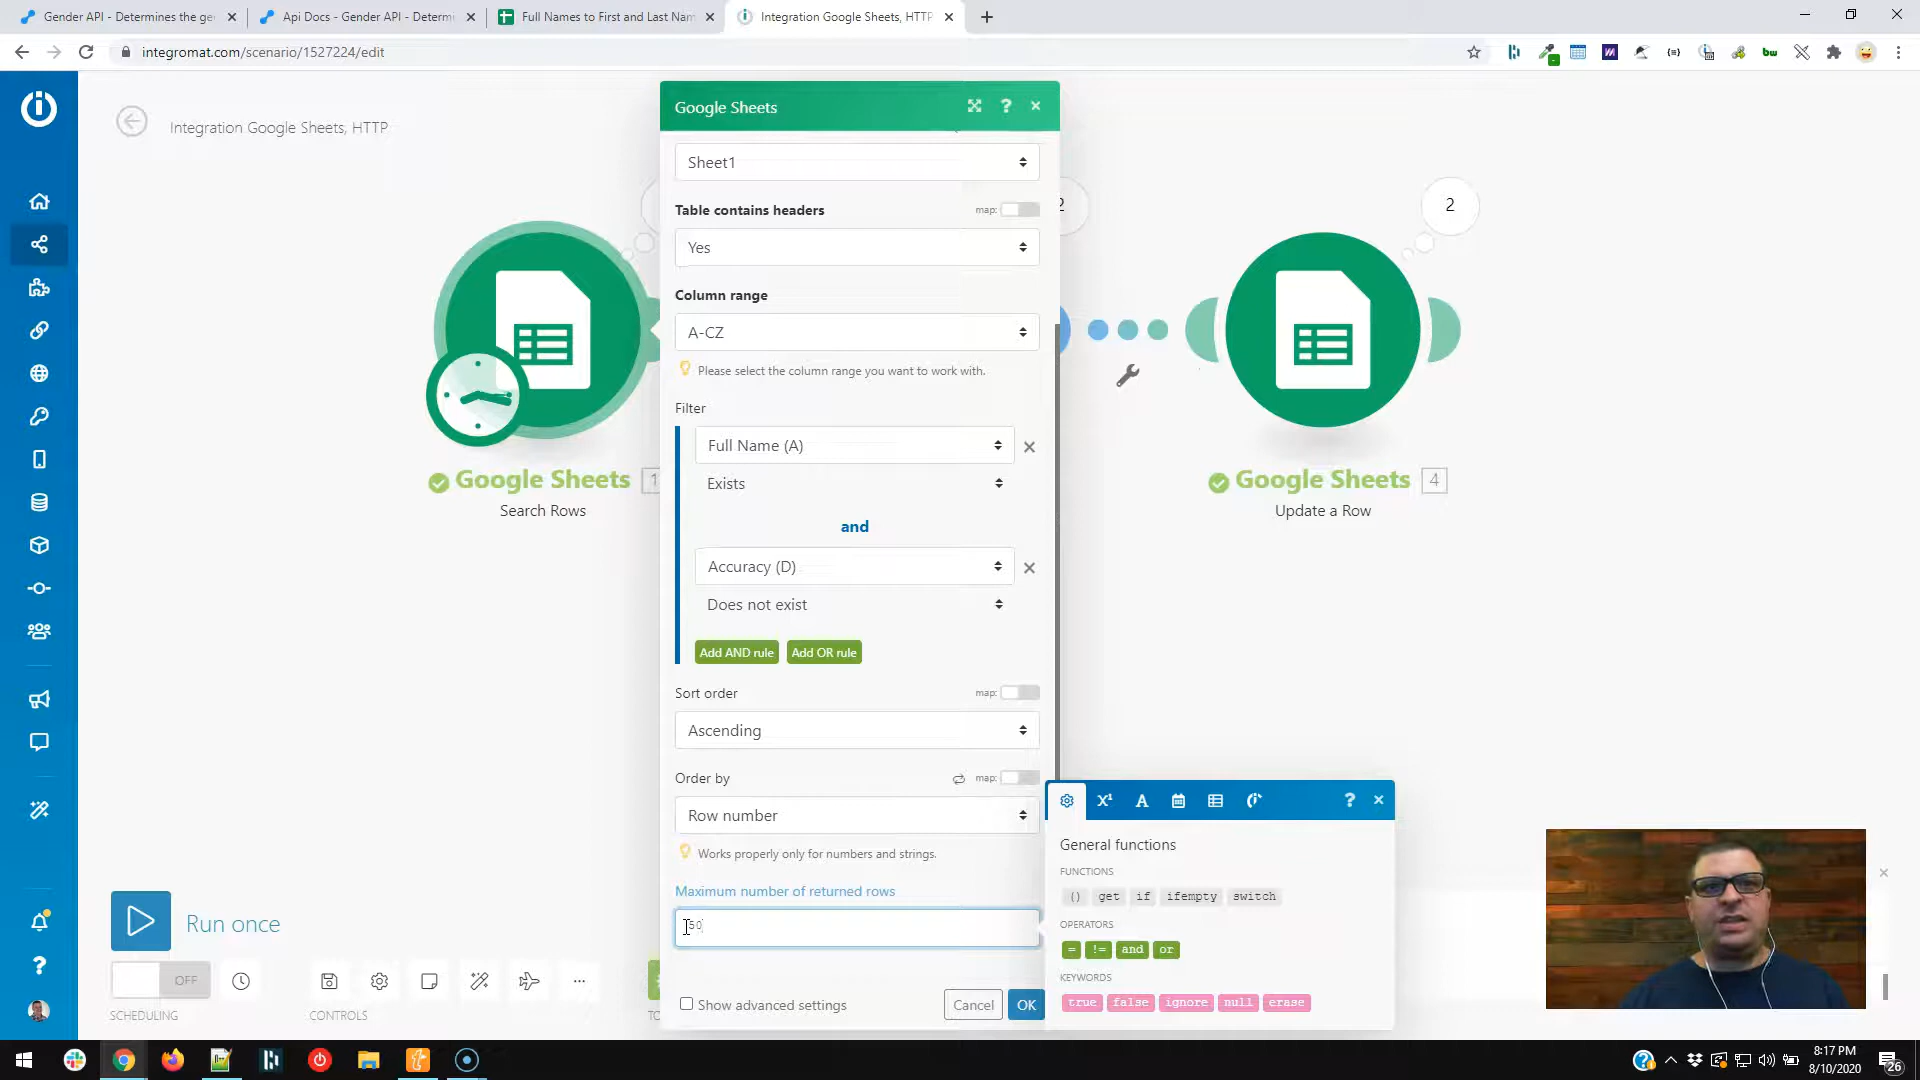 Gender API - Determines the ge
Api Docs - Gender API - Determ
Full Names to First and Last Nam
Integration Google Sheets, HTTP
integromat.com/scenario/1527224/edit
Integration Google Sheets, HTTP
Google Sheets
Sheet1
Table contains headers
map:
Yes
Column range
A-CZ
Please select the column range you want to work with.
Filter
Full Name (A)
Exists
and
Accuracy (D)
Does not exist
Add AND rule Add OR rule
Sort order
map:
Ascending
Order by
map:
Row number
Works properly only for numbers and strings.
Maximum number of returned rows
50
Show advanced settings
Cancel
OK
Google Sheets 1
Search Rows
2
2
Google Sheets 4
Update a Row
General functions
FUNCTIONS
() get if ifempty switch
OPERATORS
= != and or
KEYWORDS
true false ignore null erase
Run once
OFF
SCHEDULING
CONTROLS
TO
8:17 PM
8/10/2020
26